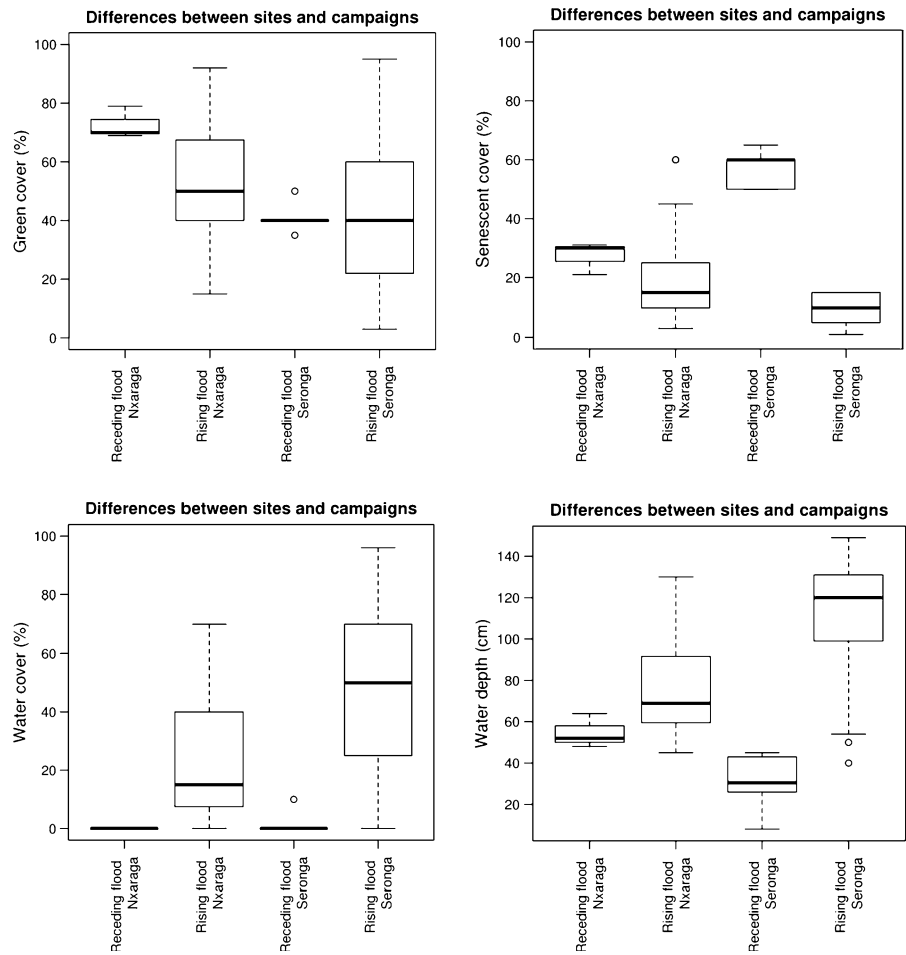 Differences between sites and campaigns
Green cover (%)
100
80
60
40
20
0
Receding flood
Nxaraga
Rising flood
Nxaraga
Receding flood
Seronga
Rising flood
Seronga
Differences between sites and campaigns
Senescent cover (%)
100
80
60
40
20
0
Receding flood
Nxaraga
Rising flood
Nxaraga
Receding flood
Seronga
Rising flood
Seronga
Differences between sites and campaigns
Water cover (%)
100
80
60
40
20
0
Receding flood
Nxaraga
Rising flood
Nxaraga
Receding flood
Seronga
Rising flood
Seronga
Differences between sites and campaigns
Water depth (cm)
140
120
100
80
60
40
20
Receding flood
Nxaraga
Rising flood
Nxaraga
Receding flood
Seronga
Rising flood
Seronga